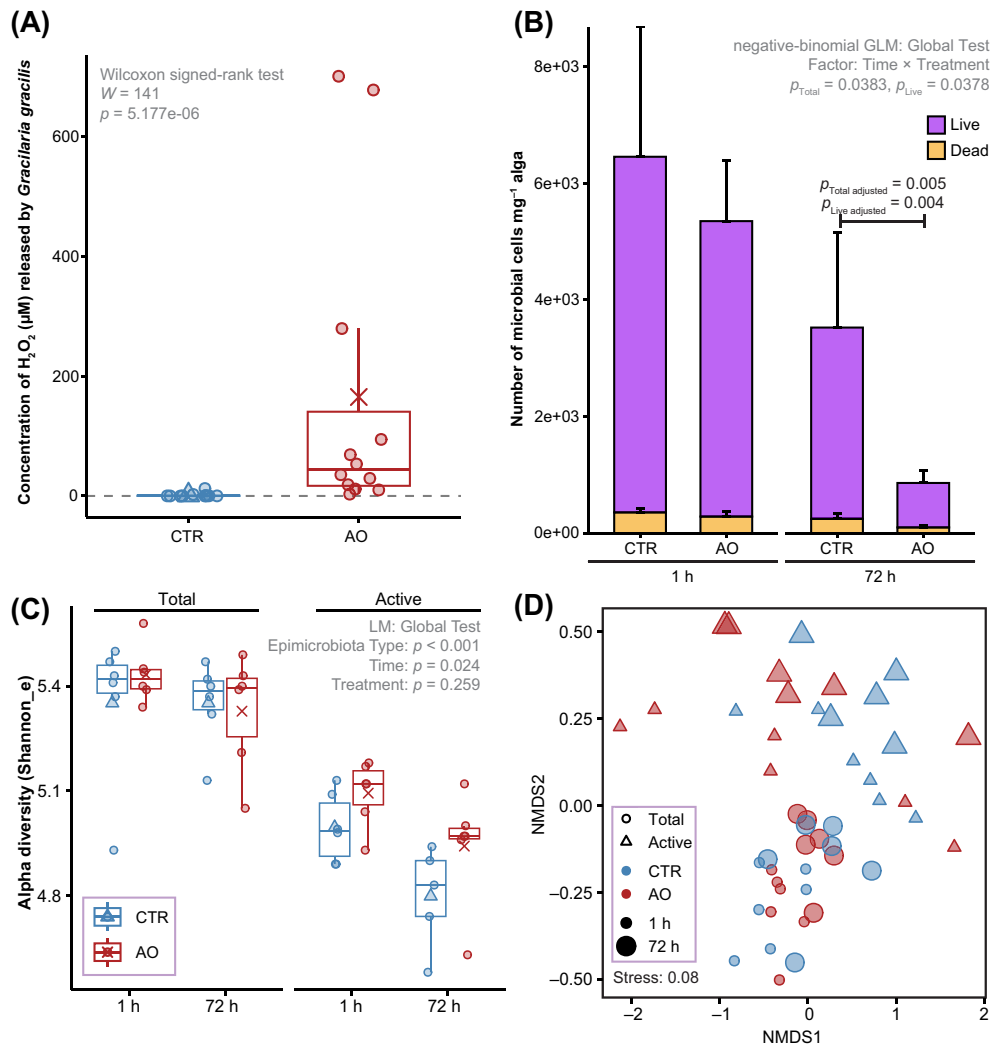 (A)
Concentration of H₂O₂ (µM) released by Gracilaria gracilis
Wilcoxon signed-rank test
W = 141
p = 5.177e-06
600
400
200
0
CTR
AO
(B)
Number of microbial cells mg⁻¹ alga
negative-binomial GLM: Global Test
Factor: Time × Treatment
pTotal = 0.0383, pLive = 0.0378
Live
Dead
pTotal adjusted = 0.005
pLive adjusted = 0.004
8e+03
6e+03
4e+03
2e+03
0e+00
CTR
AO
CTR
AO
1 h
72 h
(C)
Total
Active
Alpha diversity (Shannon_e)
LM: Global Test
Epimicrobiota Type: p < 0.001
Time: p = 0.024
Treatment: p = 0.259
5.4
5.1
4.8
CTR
AO
1 h
72 h
1 h
72 h
(D)
NMDS2
0.50
0.25
0.00
−0.25
−0.50
Total
Active
CTR
AO
1 h
72 h
Stress: 0.08
−2
−1
0
1
2
NMDS1